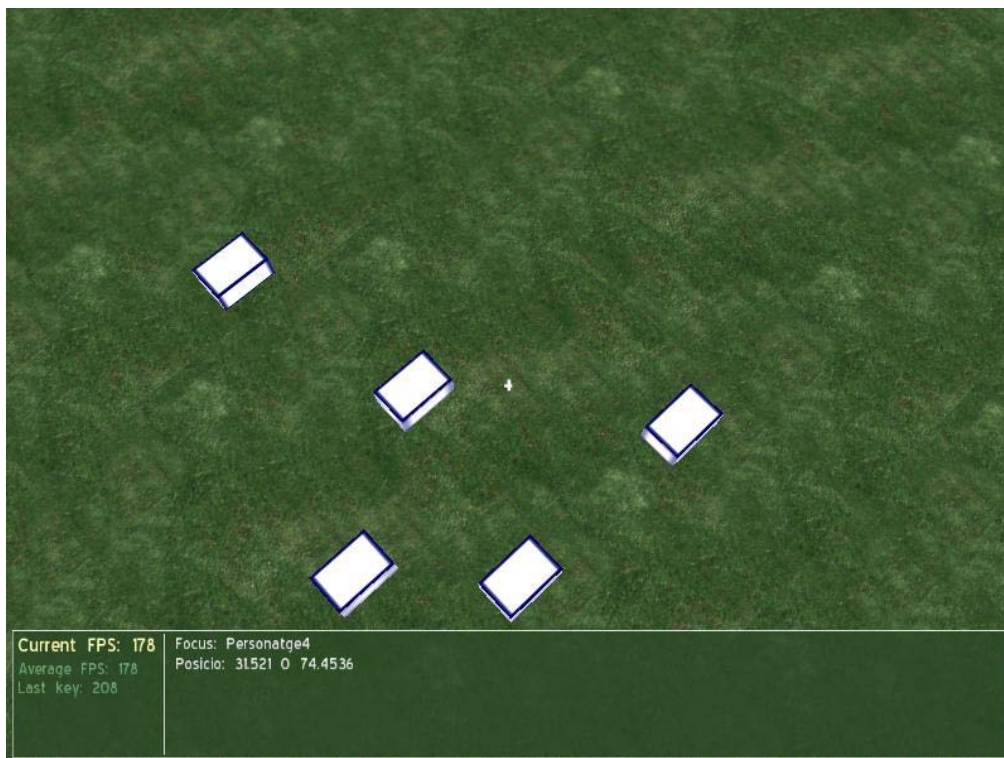 Current FPS: 178
Average FPS: 178
Last key: 208
Focus: Personatge4
Posicio: 31.521 0 74.4536